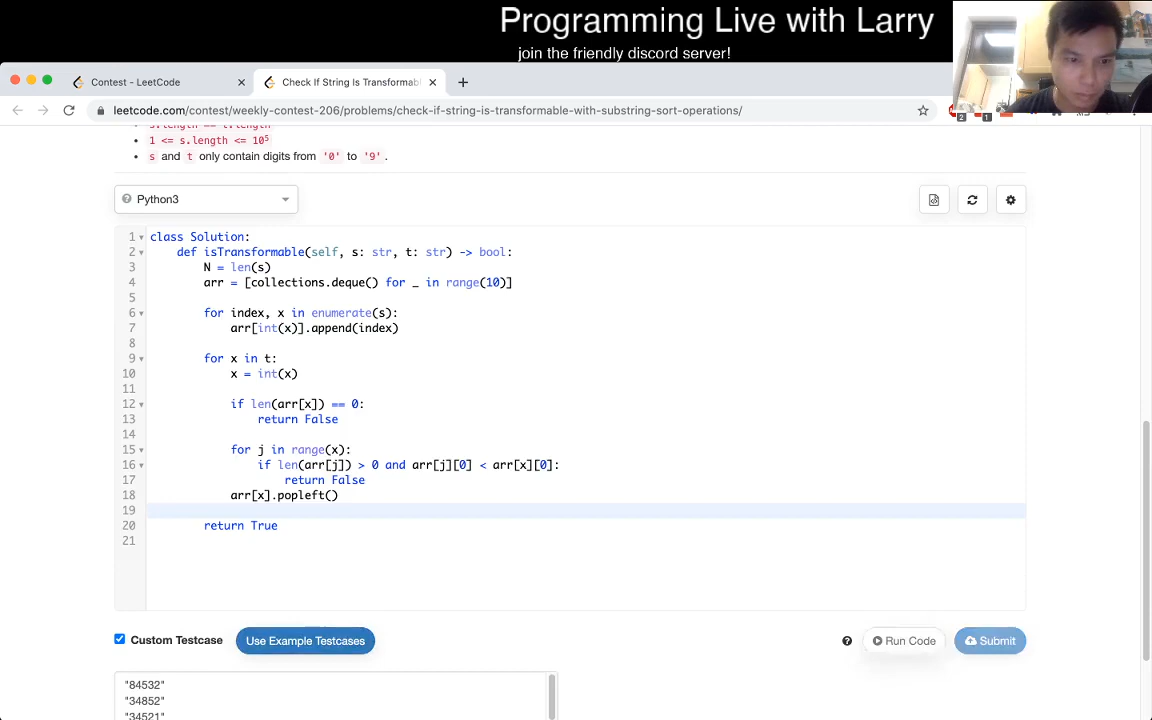 Programming Live with Larry
join the friendly discord server!
Contest - LeetCode
Check If String Is Transformab
leetcode.com/contest/weekly-contest-206/problems/check-if-string-is-transformable-with-substring-sort-operations/
2
1
s.length == t.length
1 <= s.length <= 10⁵
s and t only contain digits from '0' to '9'.
Python3
1 class Solution:
2 def isTransformable(self, s: str, t: str) -> bool:
3 N = len(s)
4 arr = [collections.deque() for _ in range(10)]
5
6 for index, x in enumerate(s):
7 arr[int(x)].append(index)
8
9 for x in t:
10 x = int(x)
11
12 if len(arr[x]) == 0:
13 return False
14
15 for j in range(x):
16 if len(arr[j]) > 0 and arr[j][0] < arr[x][0]:
17 return False
18 arr[x].popleft()
19
20 return True
21
Custom Testcase
Use Example Testcases
Run Code
Submit
"84532"
"34852"
"34521"